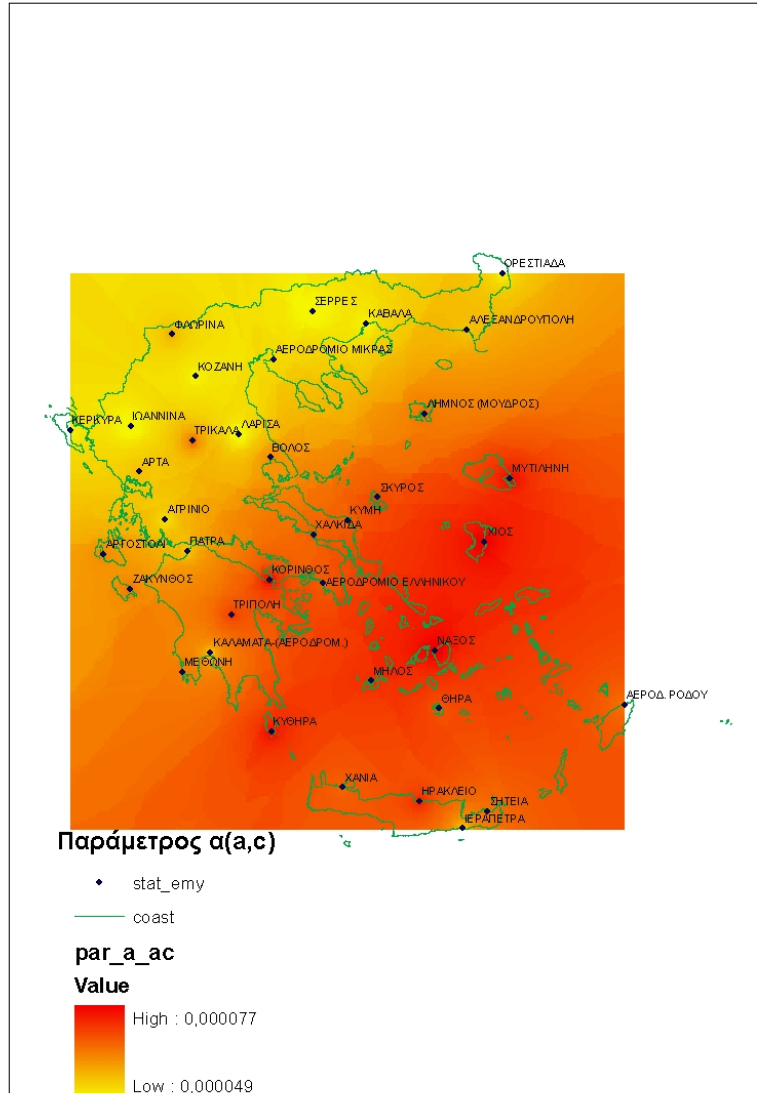 ΟΡΕΣΤΙΑΔΑ
ΣΕΡΡΕΣ
ΚΑΒΑΛΑ
ΑΛΕΞΑΝΔΡΟΥΠΟΛΗ
ΦΛΩΡΙΝΑ
ΑΕΡΟΔΡΟΜΙΟ ΜΙΚΡΑΣ
ΚΟΖΑΝΗ
ΛΗΜΝΟΣ (ΜΟΥΔΡΟΣ)
ΚΕΡΚΥΡΑ
ΙΩΑΝΝΙΝΑ
ΤΡΙΚΑΛΑ
ΛΑΡΙΣΑ
ΒΟΛΟΣ
ΑΡΤΑ
ΜΥΤΙΛΗΝΗ
ΣΚΥΡΟΣ
ΑΓΡΙΝΙΟ
ΚΥΜΗ
ΧΑΛΚΙΔΑ
ΧΙΟΣ
ΑΡΓΟΣΤΟΛΙ
ΠΑΤΡΑ
ΚΟΡΙΝΘΟΣ
ΖΑΚΥΝΘΟΣ
ΑΕΡΟΔΡΟΜΙΟ ΕΛΛΗΝΙΚΟΥ
ΤΡΙΠΟΛΗ
ΚΑΛΑΜΑΤΑ-(ΑΕΡΟΔΡΟΜ.)
ΝΑΞΟΣ
ΜΕΘΩΝΗ
ΜΗΛΟΣ
ΑΕΡΟΔ. ΡΟΔΟΥ
ΘΗΡΑ
ΚΥΘΗΡΑ
ΧΑΝΙΑ
ΗΡΑΚΛΕΙΟ
ΣΗΤΕΙΑ
ΙΕΡΑΠΕΤΡΑ
Παράμετρος α(a,c)
stat_emy
coast
par_a_ac
Value
High : 0,000077
Low : 0,000049